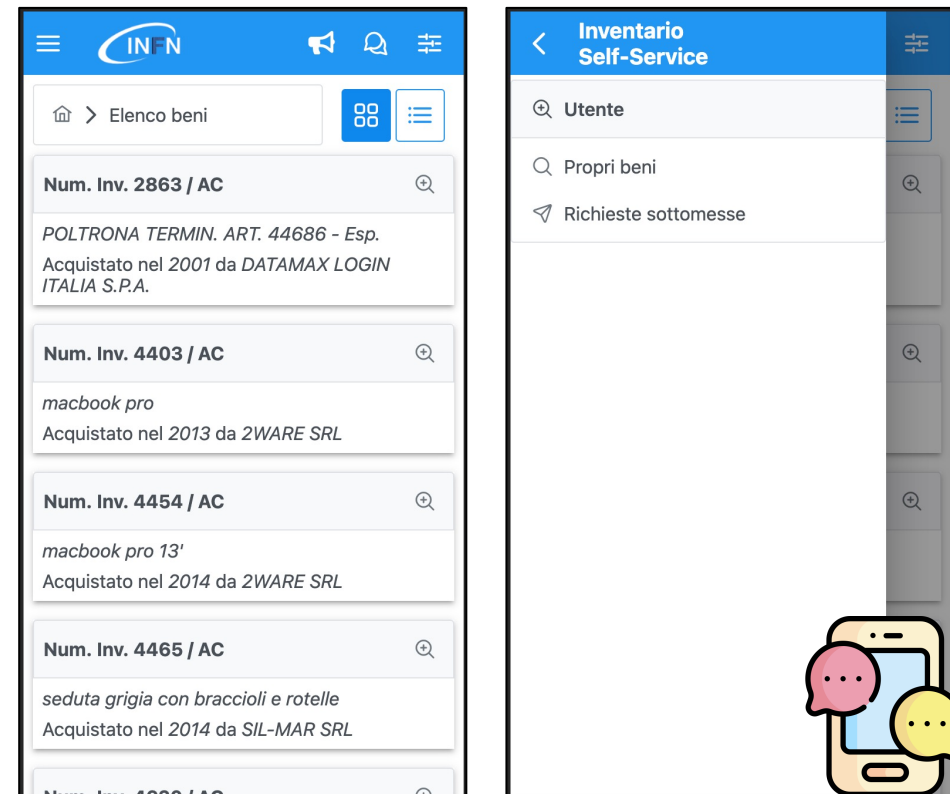 INFN
Elenco beni
Num. Inv. 2863 / AC
POLTRONA TERMIN. ART. 44686 - Esp.
Acquistato nel 2001 da DATAMAX LOGIN
ITALIA S.P.A.
Num. Inv. 4403 / AC
macbook pro
Acquistato nel 2013 da 2WARE SRL
Num. Inv. 4454 / AC
macbook pro 13'
Acquistato nel 2014 da 2WARE SRL
Num. Inv. 4465 / AC
seduta grigia con braccioli e rotelle
Acquistato nel 2014 da SIL-MAR SRL
Inventario
Self-Service
Utente
Propri beni
Richieste sottomesse